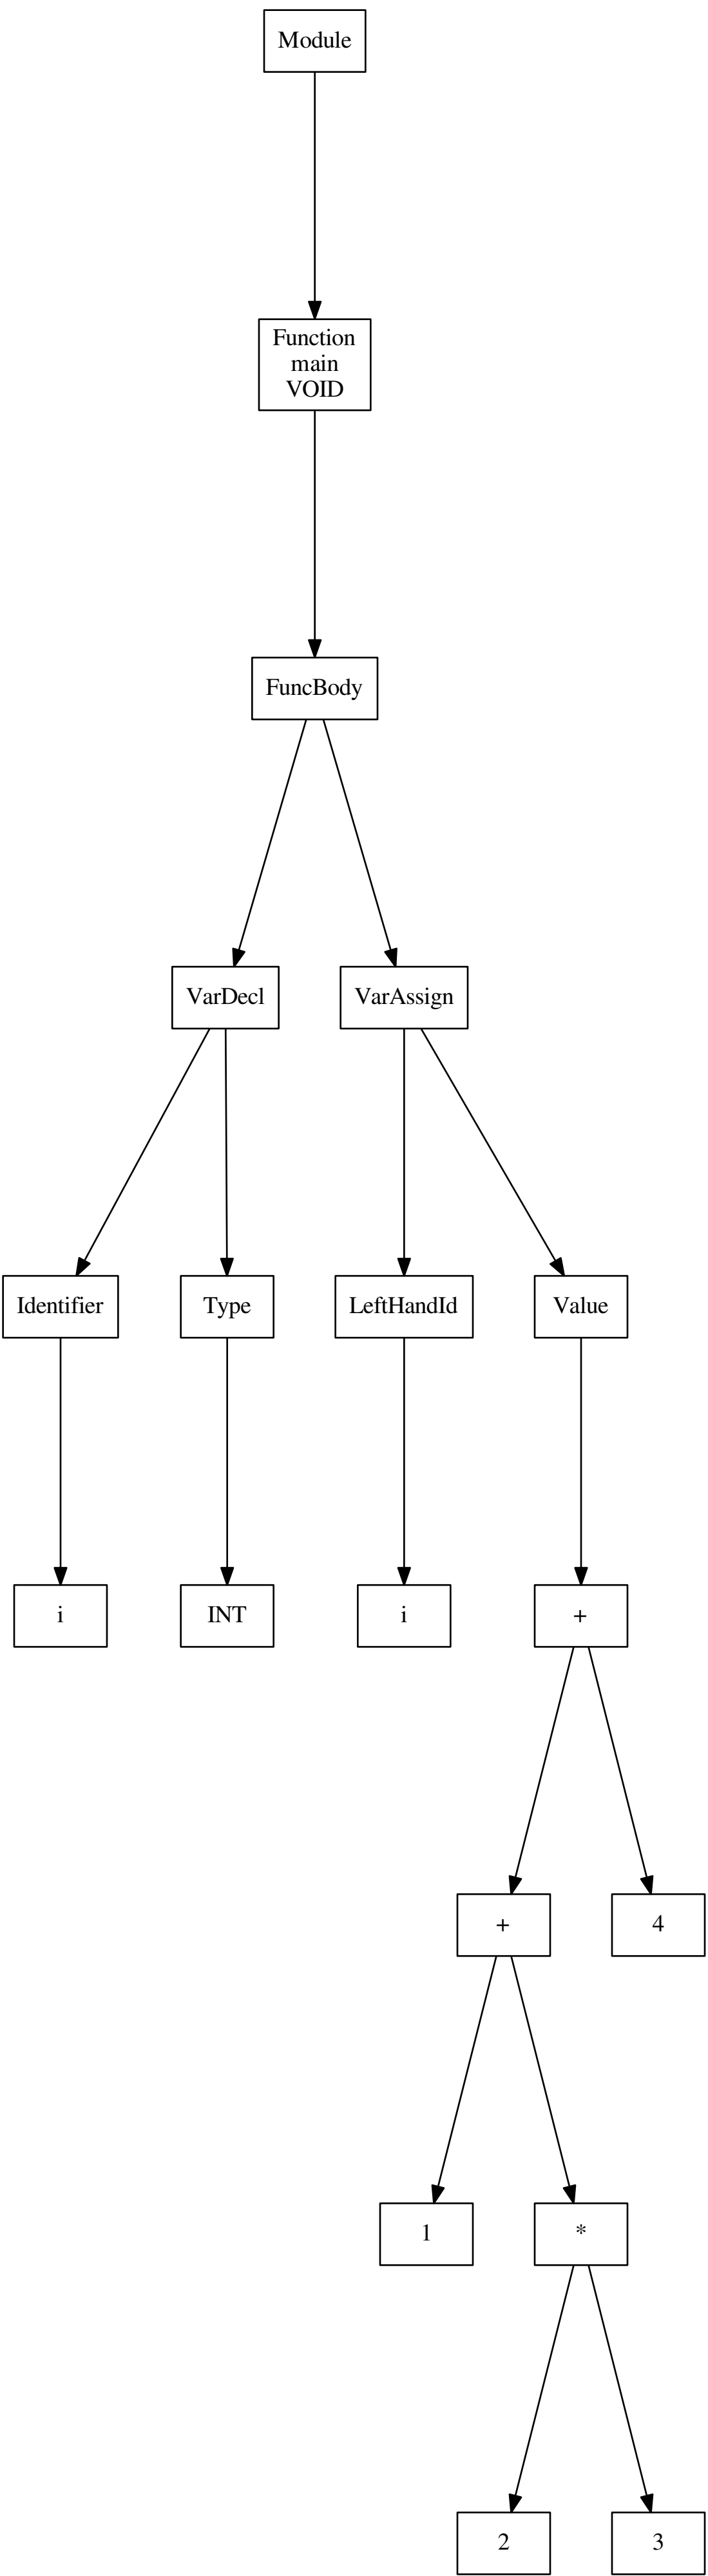 Module
Function
main
VOID
FuncBody
VarDecl
VarAssign
Identifier
Type
LeftHandId
Value
i
INT
i
+
+
4
1
*
2
3